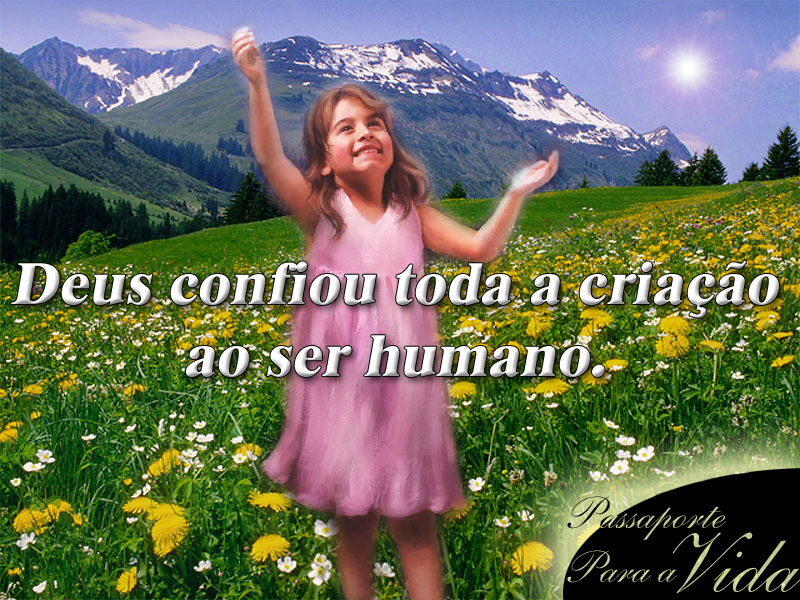 Deus confiou toda a criação
ao ser humano.
Passaporte
Para a Vida